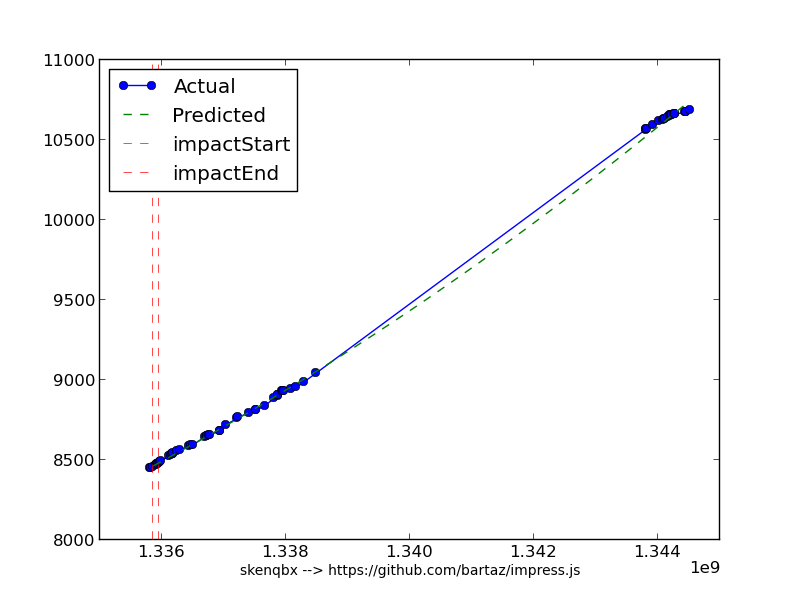 11000
10500
10000
9500
9000
8500
8000
Actual
Predicted
impactStart
impactEnd
1.336 1.338 1.340 1.342 1.344
1e9
skenqbx --> https://github.com/bartaz/impress.js